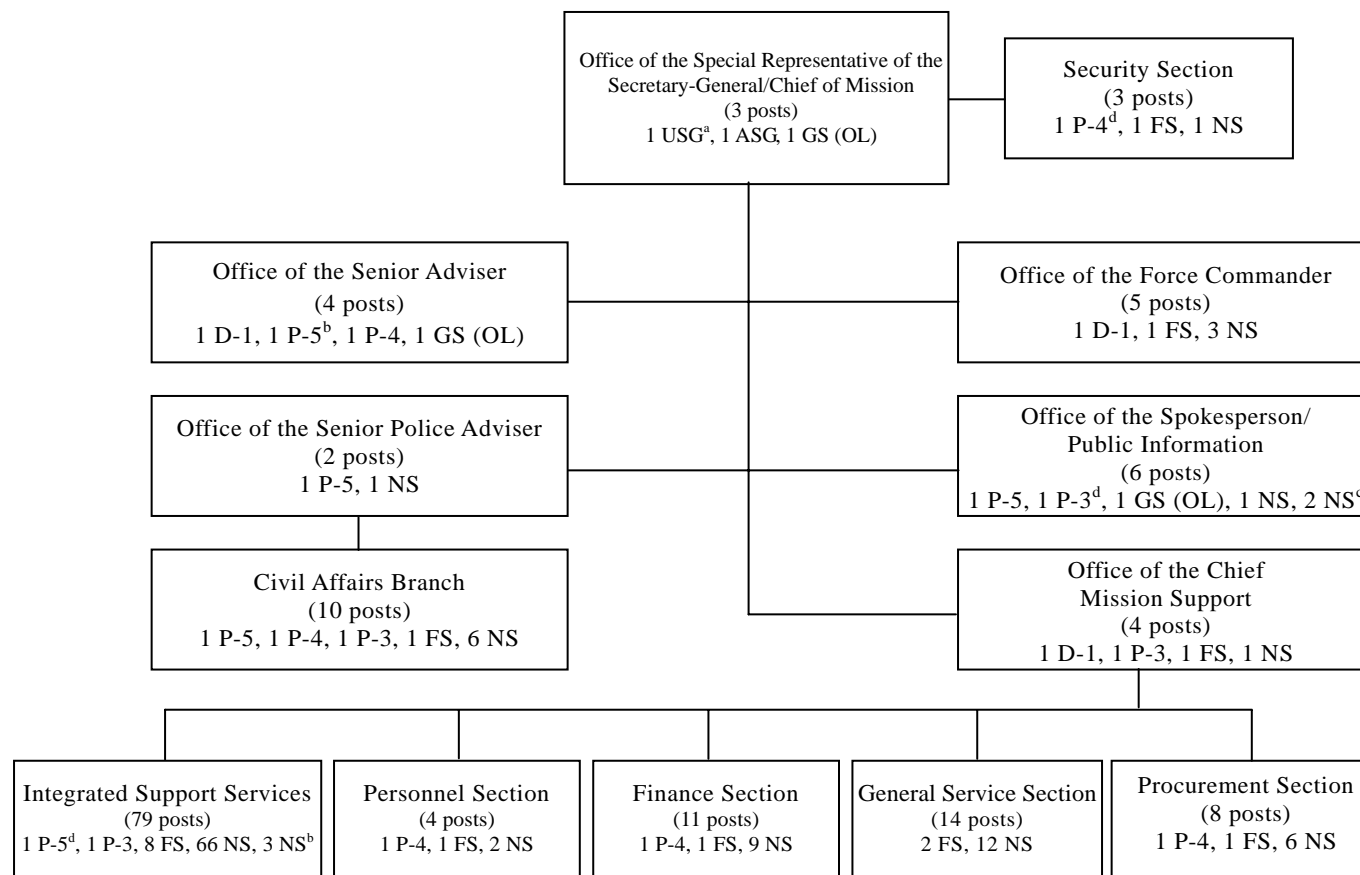 Office of the Special Representative of the
Secretary-General/Chief of Mission
(3 posts)
1 USGᵃ, 1 ASG, 1 GS (OL)
Security Section
(3 posts)
1 P-4ᵈ, 1 FS, 1 NS
Office of the Senior Adviser
(4 posts)
1 D-1, 1 P-5ᵇ, 1 P-4, 1 GS (OL)
Office of the Force Commander
(5 posts)
1 D-1, 1 FS, 3 NS
Office of the Senior Police Adviser
(2 posts)
1 P-5, 1 NS
Office of the Spokesperson/
Public Information
(6 posts)
1 P-5, 1 P-3ᵈ, 1 GS (OL), 1 NS, 2 NSᶜ
Civil Affairs Branch
(10 posts)
1 P-5, 1 P-4, 1 P-3, 1 FS, 6 NS
Office of the Chief
Mission Support
(4 posts)
1 D-1, 1 P-3, 1 FS, 1 NS
Integrated Support Services
(79 posts)
1 P-5ᵈ, 1 P-3, 8 FS, 66 NS, 3 NSᵇ
Personnel Section
(4 posts)
1 P-4, 1 FS, 2 NS
Finance Section
(11 posts)
1 P-4, 1 FS, 9 NS
General Service Section
(14 posts)
2 FS, 12 NS
Procurement Section
(8 posts)
1 P-4, 1 FS, 6 NS